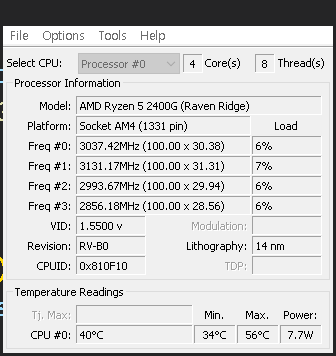 File Options Tools Help
Select CPU: Processor #0 4 Core(s) 8 Thread(s)
Processor Information
Model: AMD Ryzen 5 2400G (Raven Ridge)
Platform: Socket AM4 (1331 pin) Load
Freq #0: 3037.42MHz (100.00 x 30.38) 6%
Freq #1: 3131.17MHz (100.00 x 31.31) 7%
Freq #2: 2993.67MHz (100.00 x 29.94) 6%
Freq #3: 2856.18MHz (100.00 x 28.56) 6%
VID: 1.5500 v Modulation:
Revision: RV-B0 Lithography: 14 nm
CPUID: 0x810F10 TDP:
Temperature Readings
Tj. Max: Min. Max. Power:
CPU #0: 40°C 34°C 56°C 7.7W